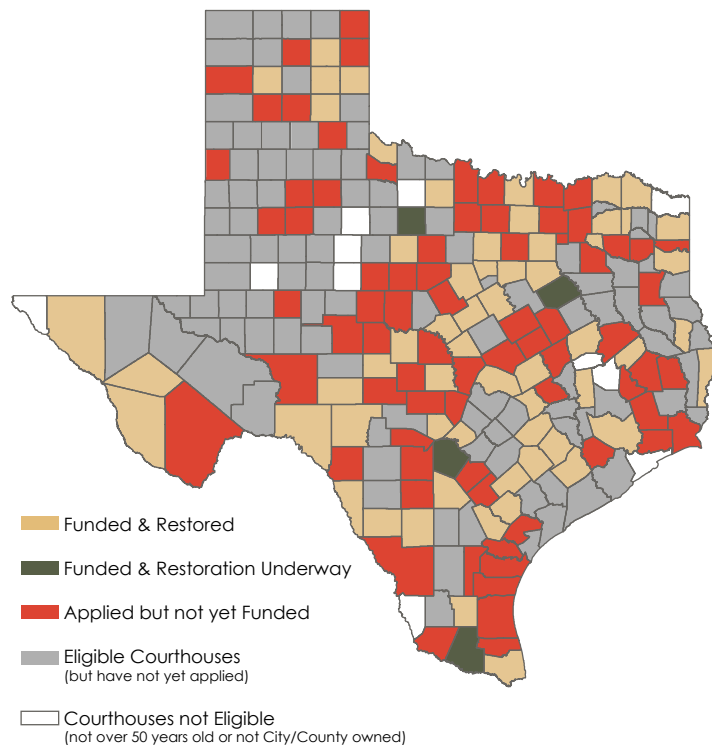 Funded & Restored
Funded & Restoration Underway
Applied but not yet Funded
Eligible Courthouses
(but have not yet applied)
Courthouses not Eligible
(not over 50 years old or not City/County owned)